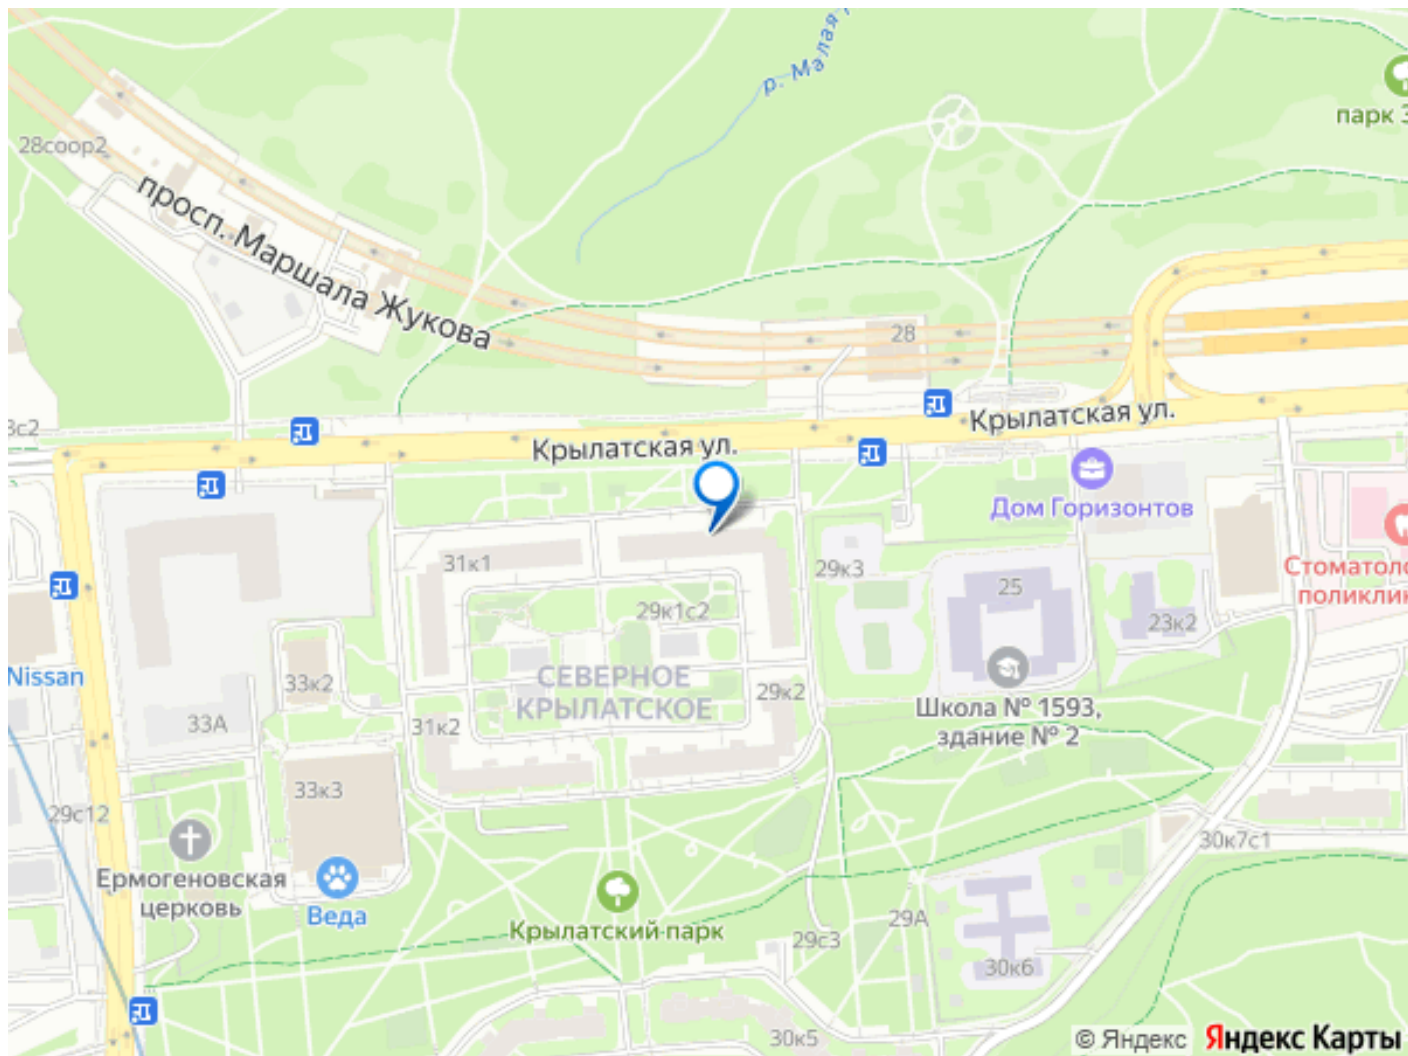 р. Малая
парк
28соор2
просп. Маршала Жукова
28
3с2
Крылатская ул.
Крылатская ул.
Дом Горизонтов
31к1
29к3
Стоматоло
поликлин
25
29к1с2
23к2
Nissan
33к2
СЕВЕРНОЕ
КРЫЛАТСКОЕ
29к2
33А
31к2
Школа № 1593,
здание № 2
33к3
29с12
30к7с1
Ермогеновская
церковь
Веда
29А
Крылатский парк
29с3
30к6
30к5
© Яндекс Яндекс Карты